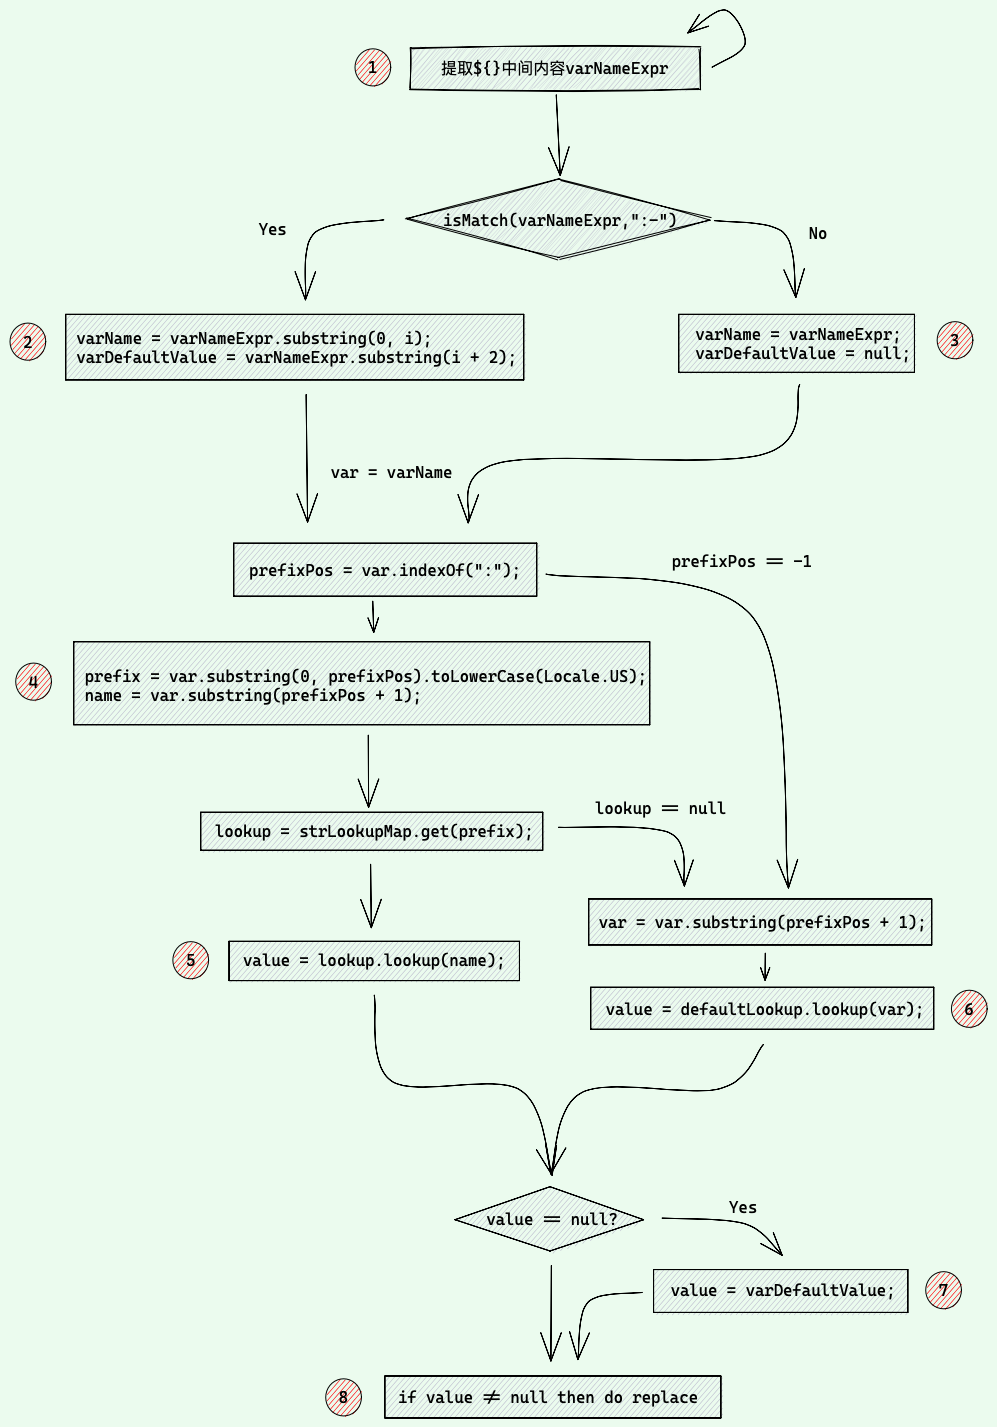 1
提取${}中间内容varNameExpr
isMatch(varNameExpr,":-")
Yes
No
2
varName = varNameExpr.substring(0, i);
varDefaultValue = varNameExpr.substring(i + 2);
varName = varNameExpr;
varDefaultValue = null;
3
var = varName
prefixPos = var.indexOf(":");
prefixPos == -1
4
prefix = var.substring(0, prefixPos).toLowerCase(Locale.US);
name = var.substring(prefixPos + 1);
lookup = strLookupMap.get(prefix);
lookup == null
var = var.substring(prefixPos + 1);
5
value = lookup.lookup(name);
value = defaultLookup.lookup(var);
6
value == null?
Yes
value = varDefaultValue;
7
8
if value ≠ null then do replace